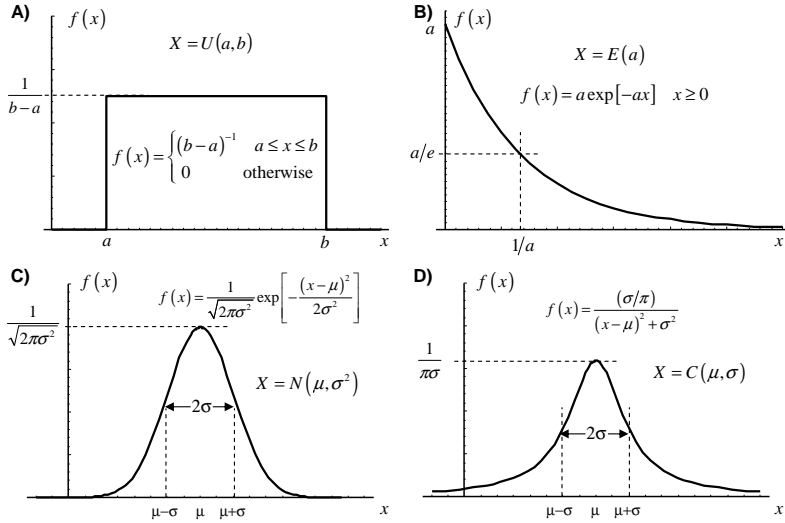 A)
f(x)
X = U(a,b)
1/(b−a)
f(x) = { (b−a)⁻¹ a ≤ x ≤ b
0 otherwise
a b x
B)
f(x)
a
X = E(a)
f(x) = a exp[−ax] x ≥ 0
a/e
1/a x
C)
f(x)
f(x) = 1/√(2πσ²) exp[−(x−μ)²/2σ²]
1/√(2πσ²)
X = N(μ,σ²)
2σ
μ−σ μ μ+σ x
D)
f(x)
f(x) = (σ/π)/((x−μ)²+σ²)
1/πσ
X = C(μ,σ)
2σ
μ−σ μ μ+σ x